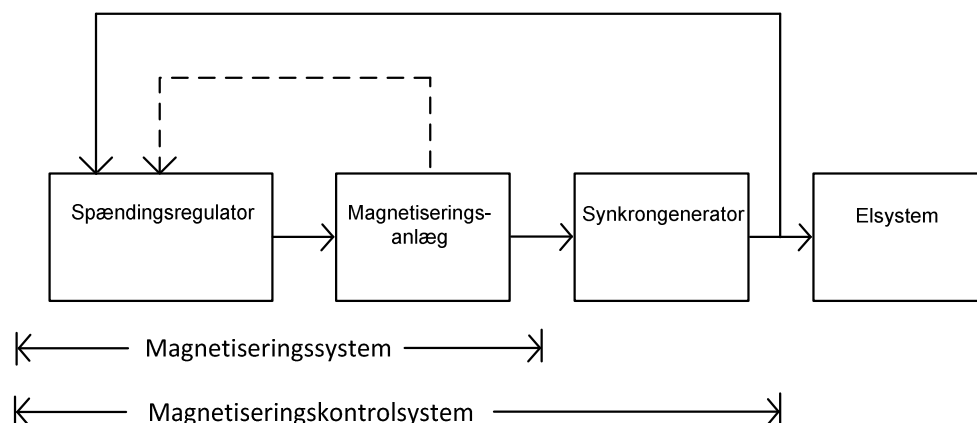 Spændingsregulator
Magnetiserings-
anlæg
Synkrongenerator
Elsystem
Magnetiseringssystem
Magnetiseringskontrolsystem